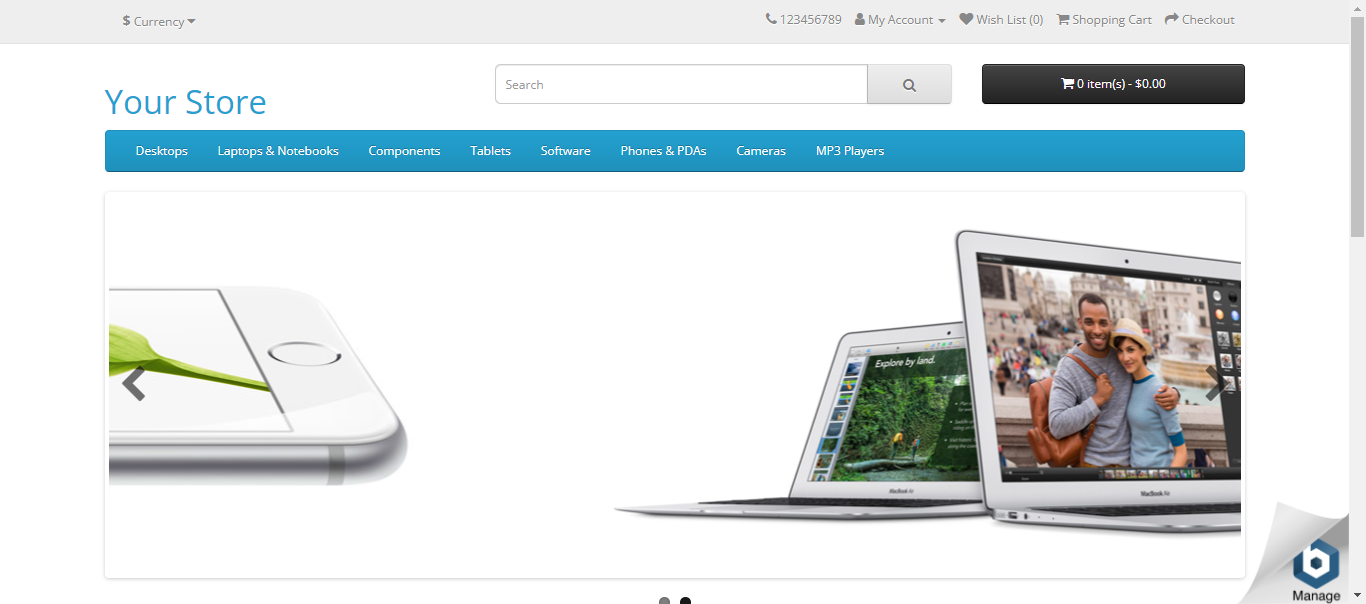 $ Currency
123456789 My Account Wish List (0) Shopping Cart Checkout
Your Store
Search
0 item(s) - $0.00
Desktops Laptops & Notebooks Components Tablets Software Phones & PDAs Cameras MP3 Players
Explore by land.
MacBook Air
MacBook Air
Manage